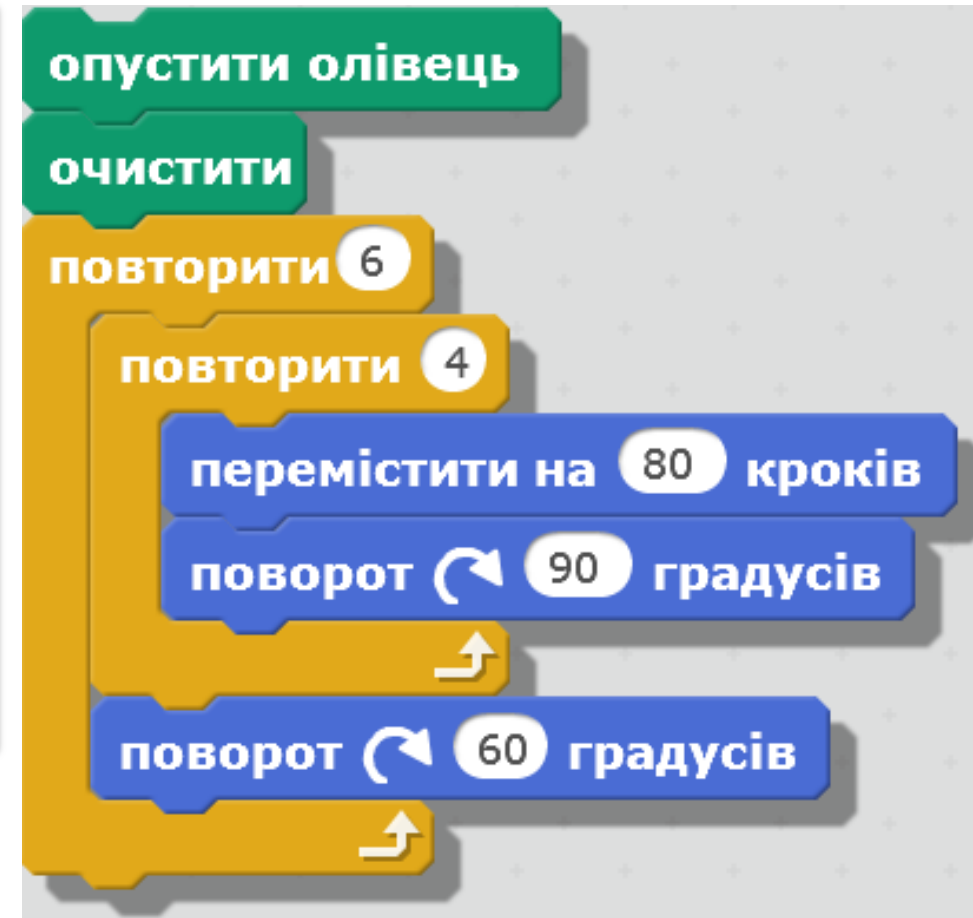 опустити олівець
очистити
повторити 6
повторити 4
перемістити на 80 кроків
поворот 90 градусів
поворот 60 градусів